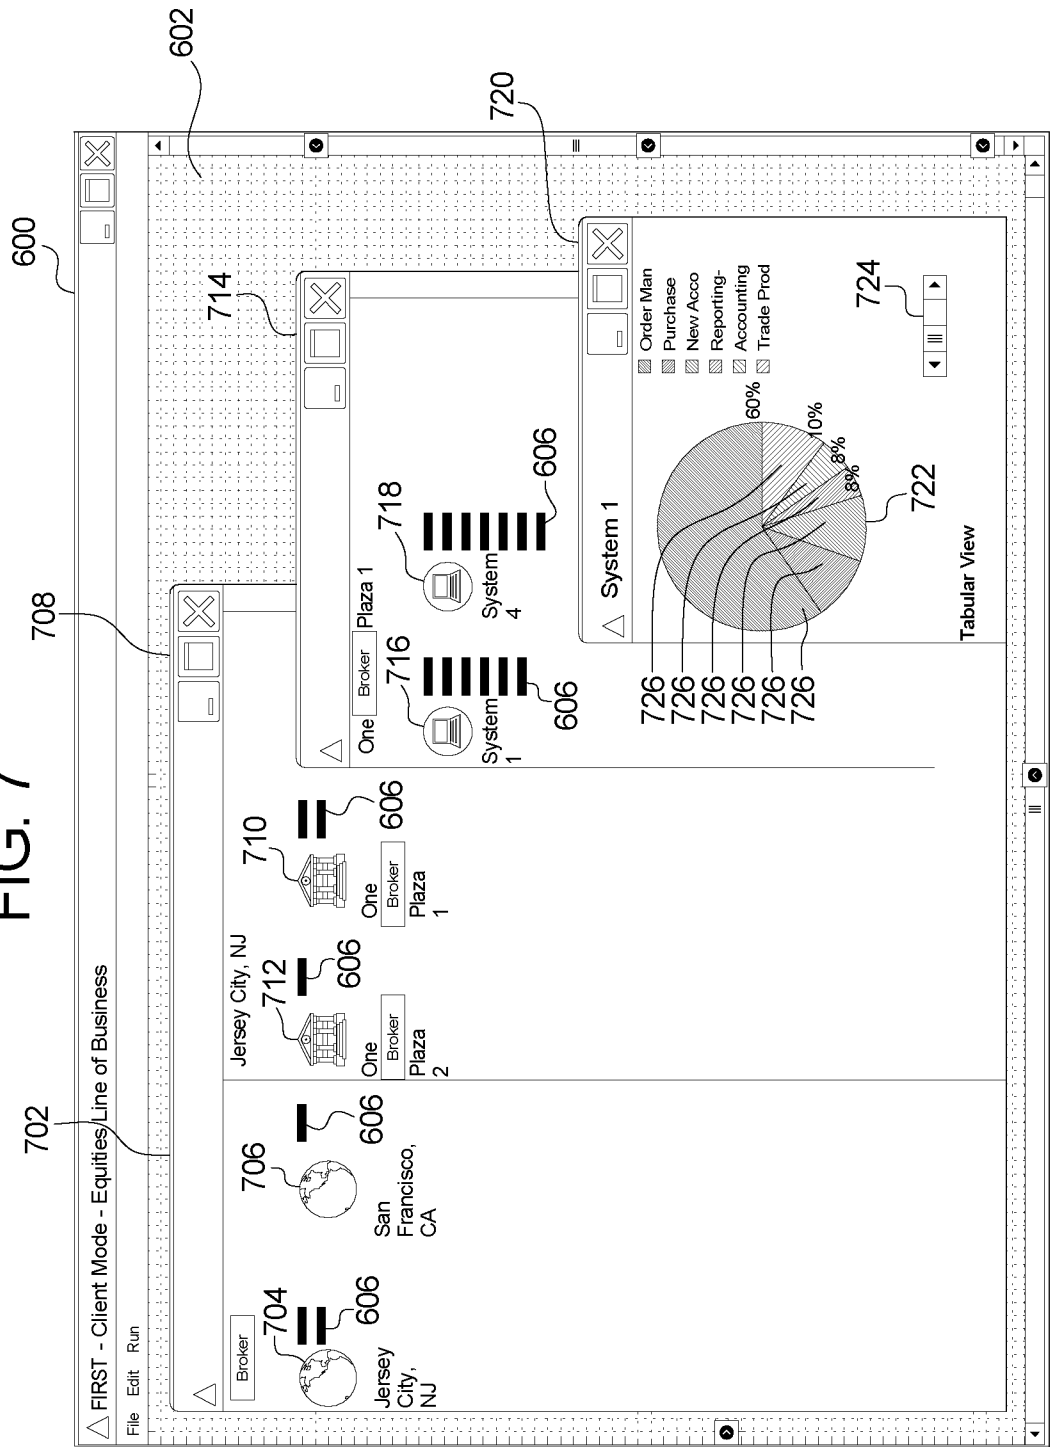 FIG. 7
600
602
FIRST - Client Mode - Equities Line of Business
File Edit Run
702
708
714
720
Broker
704
606
Jersey
City,
NJ
706
606
San
Francisco,
CA
Jersey City, NJ
712
606
One
Broker
Plaza
2
710
606
One
Broker
Plaza
1
One Broker Plaza 1
716
606
System
1
718
606
System
4
System 1
726
726
726
726
726
726
60%
10%
8%
8%
722
Order Man
Purchase
New Acco
Reporting-
Accounting
Trade Prod
724
Tabular View